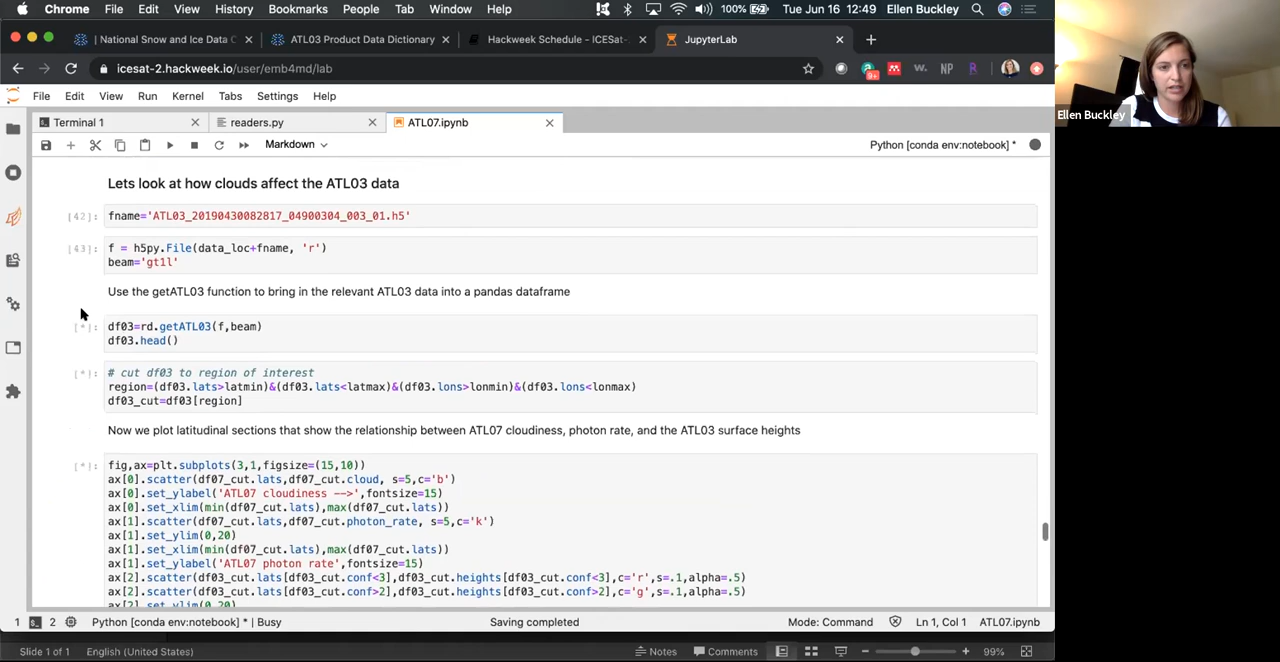 Chrome File Edit View History Bookmarks People Tab Window Help 100% Tue Jun 16 12:49 Ellen Buckley
| National Snow and Ice Data C ATL03 Product Data Dictionary Hackweek Schedule - ICESat- JupyterLab
icesat-2.hackweek.io/user/emb4md/lab 9+ w. NP R
Ellen Buckley
File Edit View Run Kernel Tabs Settings Help
Terminal 1 readers.py ATL07.ipynb
Markdown Python [conda env:notebook] *
Lets look at how clouds affect the ATL03 data
[42]: fname='ATL03_20190430082817_04900304_003_01.h5'
[43]: f = h5py.File(data_loc+fname, 'r')
beam='gt1l'
Use the getATL03 function to bring in the relevant ATL03 data into a pandas dataframe
[*]: df03=rd.getATL03(f,beam)
df03.head()
[*]: # cut df03 to region of interest
region=(df03.lats>latmin)&(df03.lats<latmax)&(df03.lons>lonmin)&(df03.lons<lonmax)
df03_cut=df03[region]
Now we plot latitudinal sections that show the relationship between ATL07 cloudiness, photon rate, and the ATL03 surface heights
[*]: fig,ax=plt.subplots(3,1,figsize=(15,10))
ax[0].scatter(df07_cut.lats,df07_cut.cloud, s=5,c='b')
ax[0].set_ylabel('ATL07 cloudiness -->',fontsize=15)
ax[0].set_xlim(min(df07_cut.lats),max(df07_cut.lats))
ax[1].scatter(df07_cut.lats,df07_cut.photon_rate, s=5,c='k')
ax[1].set_ylim(0,20)
ax[1].set_xlim(min(df07_cut.lats),max(df07_cut.lats))
ax[1].set_ylabel('ATL07 photon rate',fontsize=15)
ax[2].scatter(df03_cut.lats[df03_cut.conf<3],df03_cut.heights[df03_cut.conf<3],c='r',s=.1,alpha=.5)
ax[2].scatter(df03_cut.lats[df03_cut.conf>2],df03_cut.heights[df03_cut.conf>2],c='g',s=.1,alpha=.5)
ax[2].set_ylim(0,20)
1 2 Python [conda env:notebook] * | Busy Saving completed Mode: Command Ln 1, Col 1 ATL07.ipynb
Slide 1 of 1 English (United States) Notes Comments 99%